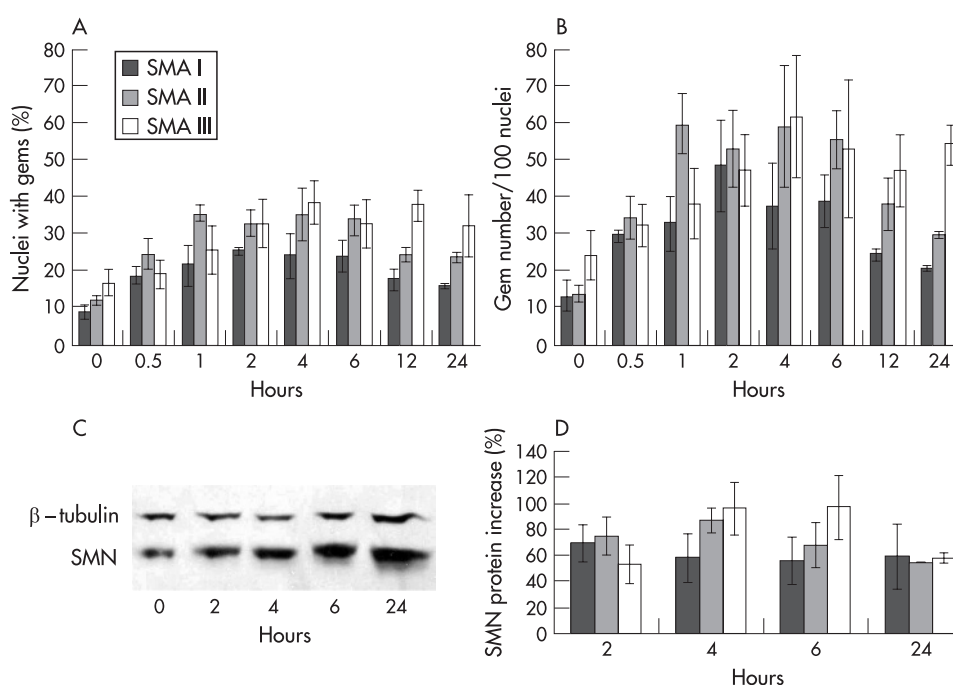 A
Nuclei with gems (%)
80
70
60
50
40
30
20
10
0
SMA I
SMA II
SMA III
0 0.5 1 2 4 6 12 24
Hours
B
Gem number/100 nuclei
80
70
60
50
40
30
20
10
0
0 0.5 1 2 4 6 12 24
Hours
C
β–tubulin
SMN
0 2 4 6 24
Hours
D
SMN protein increase (%)
140
120
100
80
60
40
20
0
2 4 6 24
Hours